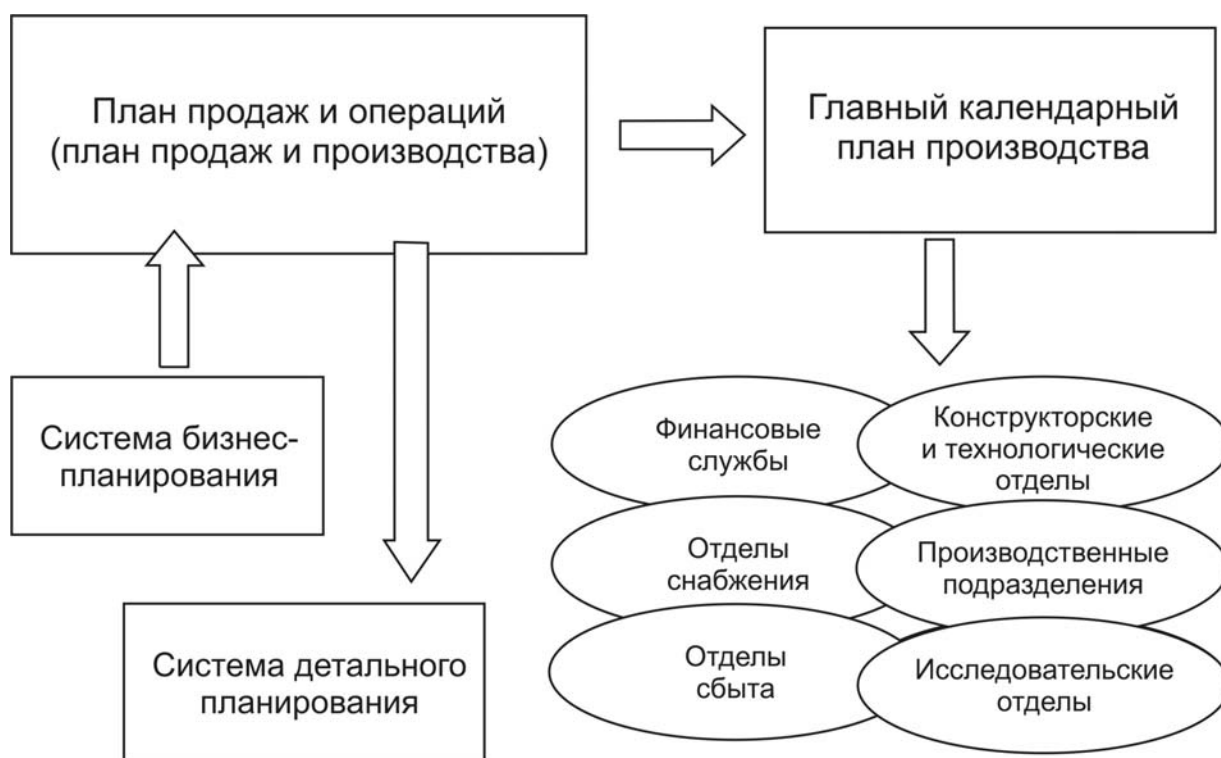 План продаж и операций
(план продаж и производства)
Главный календарный
план производства
Система бизнес-
планирования
Система детального
планирования
Финансовые
службы
Конструкторские
и технологические
отделы
Отделы
снабжения
Производственные
подразделения
Отделы
сбыта
Исследовательские
отделы